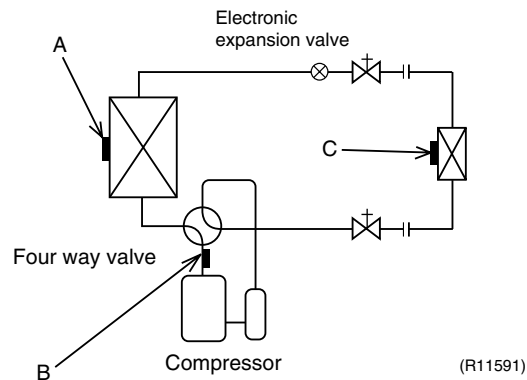 Electronic
expansion valve
A
C
Four way valve
B
Compressor
(R11591)